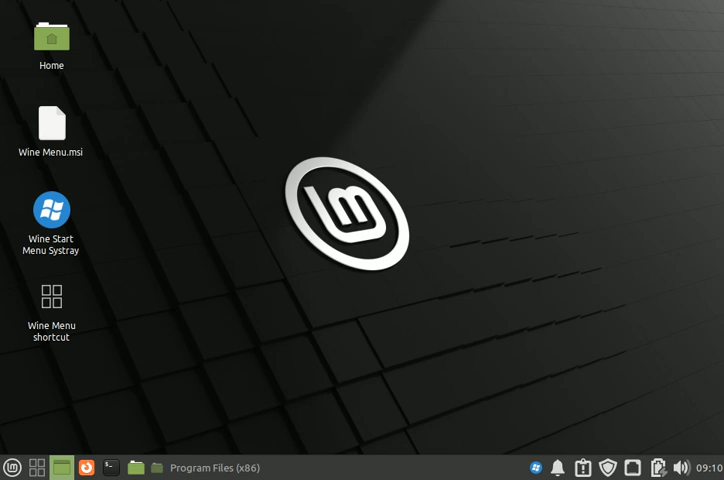 Home
Wine Menu.msi
Wine Start
Menu Systray
Wine Menu
shortcut
Program Files (x86)
09:10